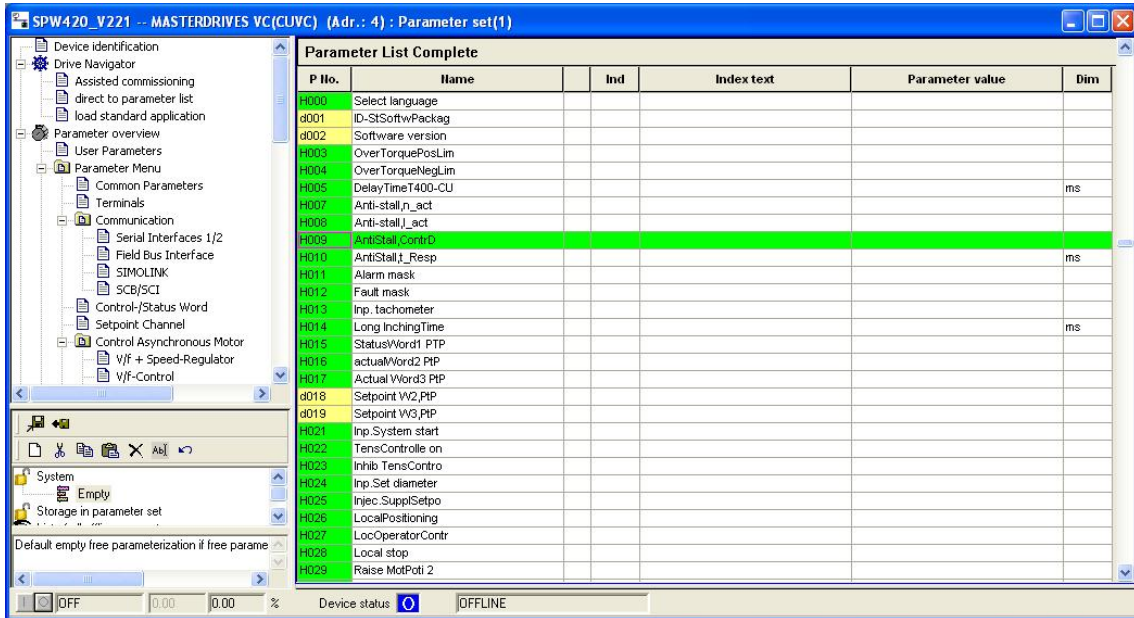 SPW420_V221 -- MASTERDRIVES VC(CUVC) (Adr.: 4) : Parameter set(1)
Device identification
Drive Navigator
Assisted commissioning
direct to parameter list
load standard application
Parameter overview
User Parameters
Parameter Menu
Common Parameters
Terminals
Communication
Serial Interfaces 1/2
Field Bus Interface
SIMOLINK
SCB/SCI
Control-/Status Word
Setpoint Channel
Control Asynchronous Motor
V/f + Speed-Regulator
V/f-Control
System
Empty
Storage in parameter set
Default empty free parameterization if free parame
Parameter List Complete
P No. Name Ind Index text Parameter value Dim
H000 Select language
d001 ID-StSoftwPackag
d002 Software version
H003 OverTorquePosLim
H004 OverTorqueNegLim
H005 DelayTimeT400-CU ms
H007 Anti-stall,n_act
H008 Anti-stall,I_act
H009 AntiStall,ContrD
H010 AntiStall,t_Resp ms
H011 Alarm mask
H012 Fault mask
H013 Inp. tachometer
H014 Long InchingTime ms
H015 StatusWord1 PTP
H016 actualWord2 PtP
H017 Actual Word3 PtP
d018 Setpoint W2,PtP
d019 Setpoint W3,PtP
H021 Inp.System start
H022 TensControlle on
H023 Inhib TensContro
H024 Inp.Set diameter
H025 Injec.SupplSetpo
H026 LocalPositioning
H027 LocOperatorContr
H028 Local stop
H029 Raise MotPoti 2
OFF 0.00 0.00 % Device status OFFLINE